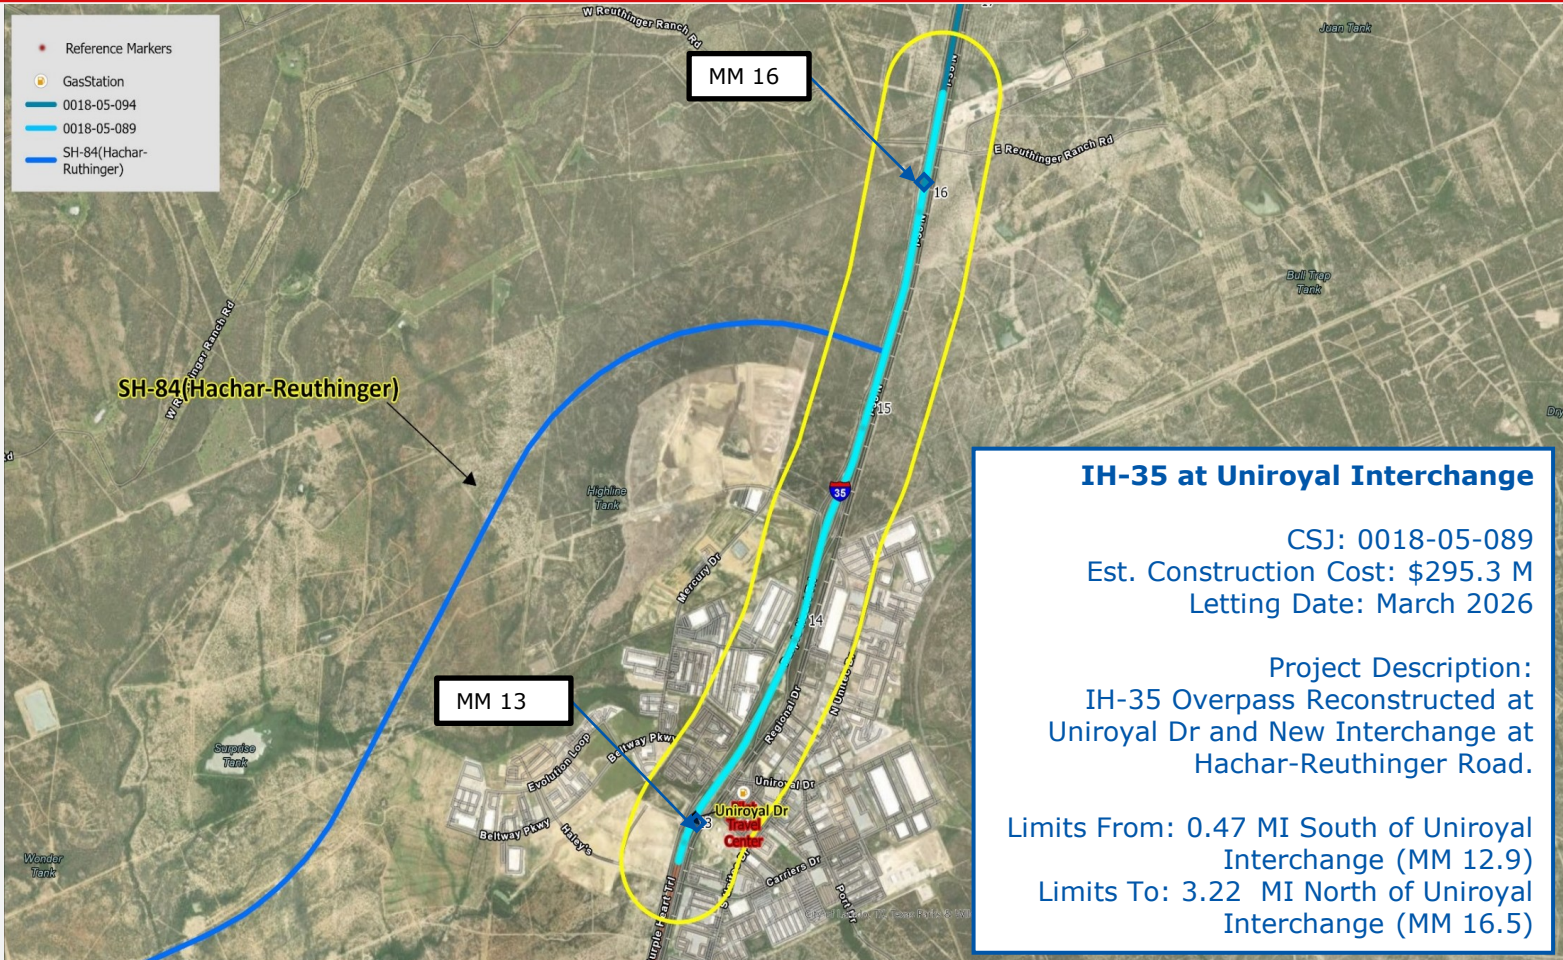 Reference Markers
GasStation
0018-05-094
0018-05-089
SH-84(Hachar-
Ruthinger)
W Reuthinger Ranch Rd
Juan Tank
MM 16
E Reuthinger Ranch Rd
16
Bull Trap
Tank
SH-84(Hachar-Reuthinger)
15
35
Highline
Tank
Mercury Dr
14
MM 13
Regional Dr
Beltway Pkwy
Evolution Loop
Uniroyal Dr
Uniroyal Dr
Travel
Center
Surprise
Tank
Beltway Pkwy
Haley's
Carriers Dr
Port Dr
Wonder
Tank
IH-35 at Uniroyal Interchange
CSJ: 0018-05-089
Est. Construction Cost: $295.3 M
Letting Date: March 2026
Project Description:
IH-35 Overpass Reconstructed at
Uniroyal Dr and New Interchange at
Hachar-Reuthinger Road.
Limits From: 0.47 MI South of Uniroyal
Interchange (MM 12.9)
Limits To: 3.22 MI North of Uniroyal
Interchange (MM 16.5)